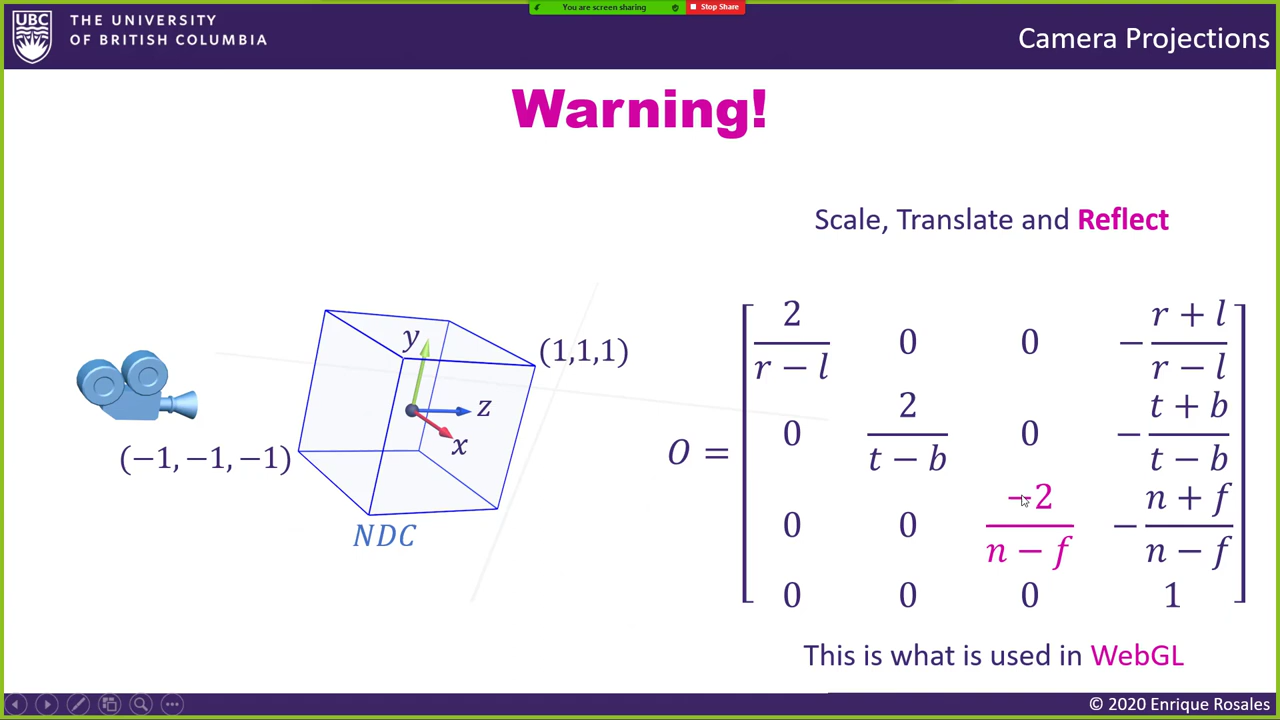 You are screen sharing
Stop Share
UBC
THE UNIVERSITY
OF BRITISH COLUMBIA
Camera Projections
Warning!
Scale, Translate and Reflect
y
z
x
(1,1,1)
(−1,−1,−1)
NDC
O =
2/(r − l) 0 0 −(r + l)/(r − l)
0 2/(t − b) 0 −(t + b)/(t − b)
0 0 −2/(n − f) −(n + f)/(n − f)
0 0 0 1
This is what is used in WebGL
© 2020 Enrique Rosales